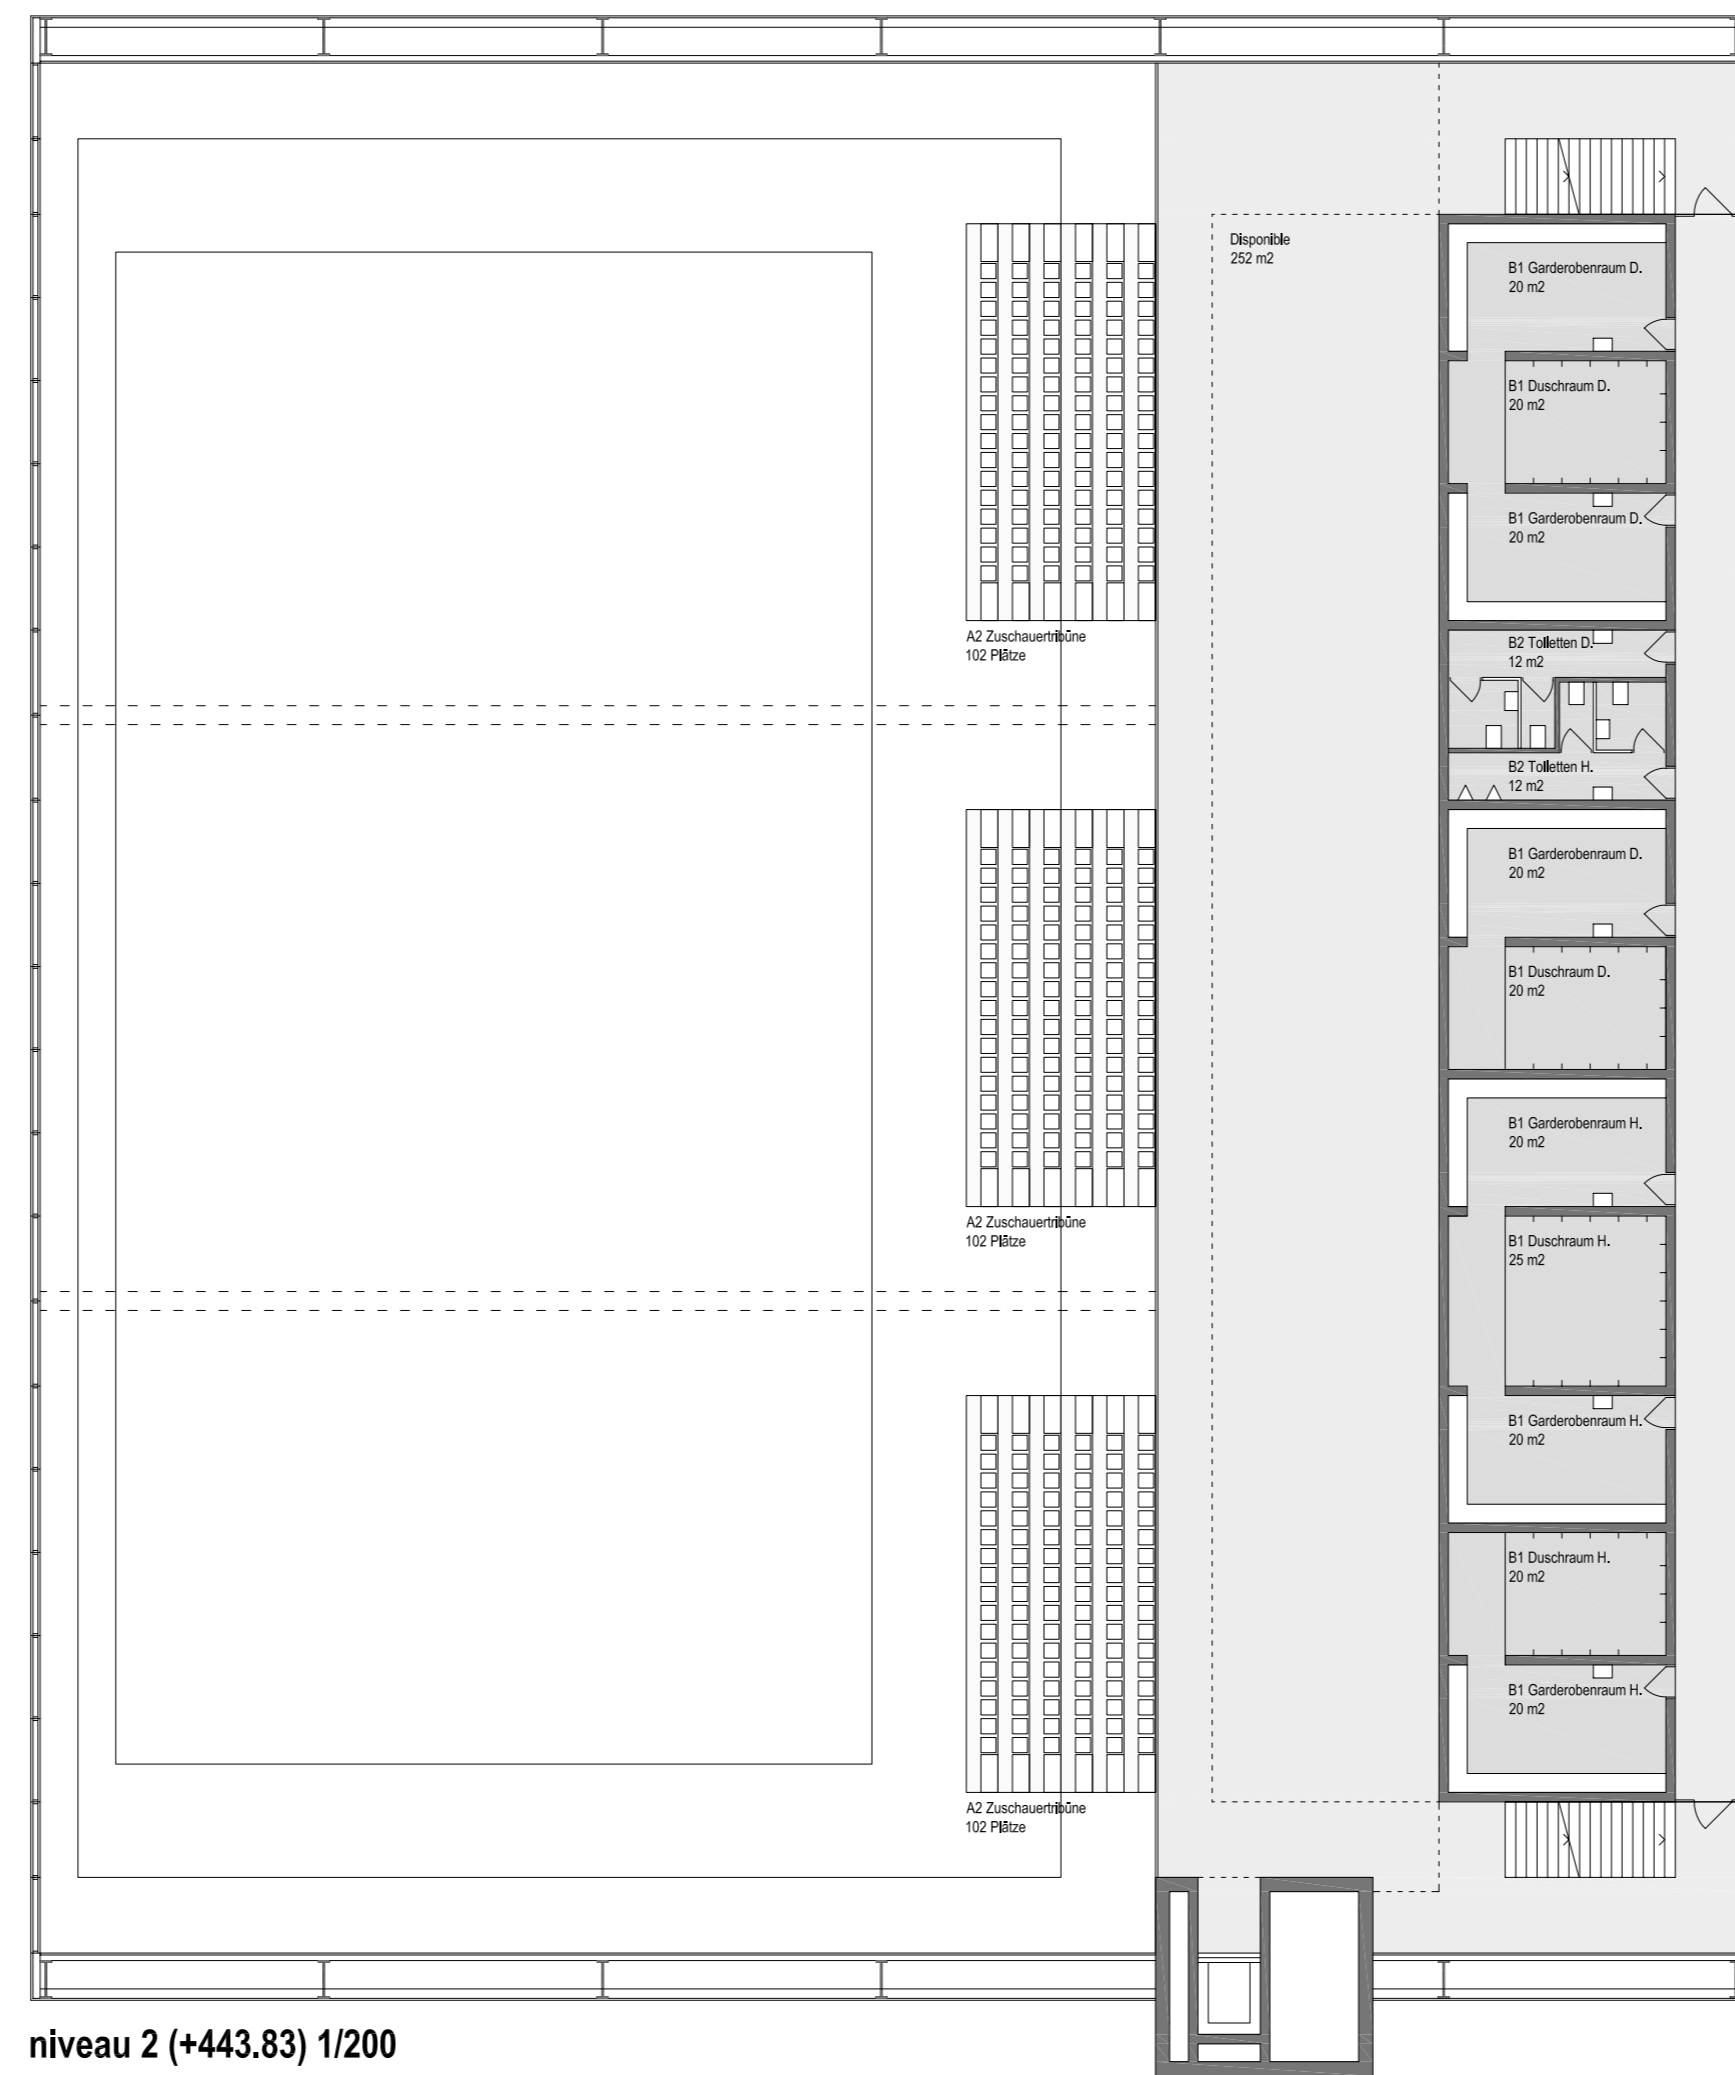 Disponible
252 m2
B1 Garderobenraum D.
20 m2
B1 Duschraum D.
20 m2
B1 Garderobenraum D.
20 m2
A2 Zuschauertribüne
102 Plätze
B2 Toiletten D.
12 m2
B2 Toiletten H.
12 m2
B1 Garderobenraum D.
20 m2
B1 Duschraum D.
20 m2
B1 Garderobenraum H.
20 m2
A2 Zuschauertribüne
102 Plätze
B1 Duschraum H.
25 m2
B1 Garderobenraum H.
20 m2
B1 Duschraum H.
20 m2
B1 Garderobenraum H.
20 m2
A2 Zuschauertribüne
102 Plätze
niveau 2 (+443.83) 1/200